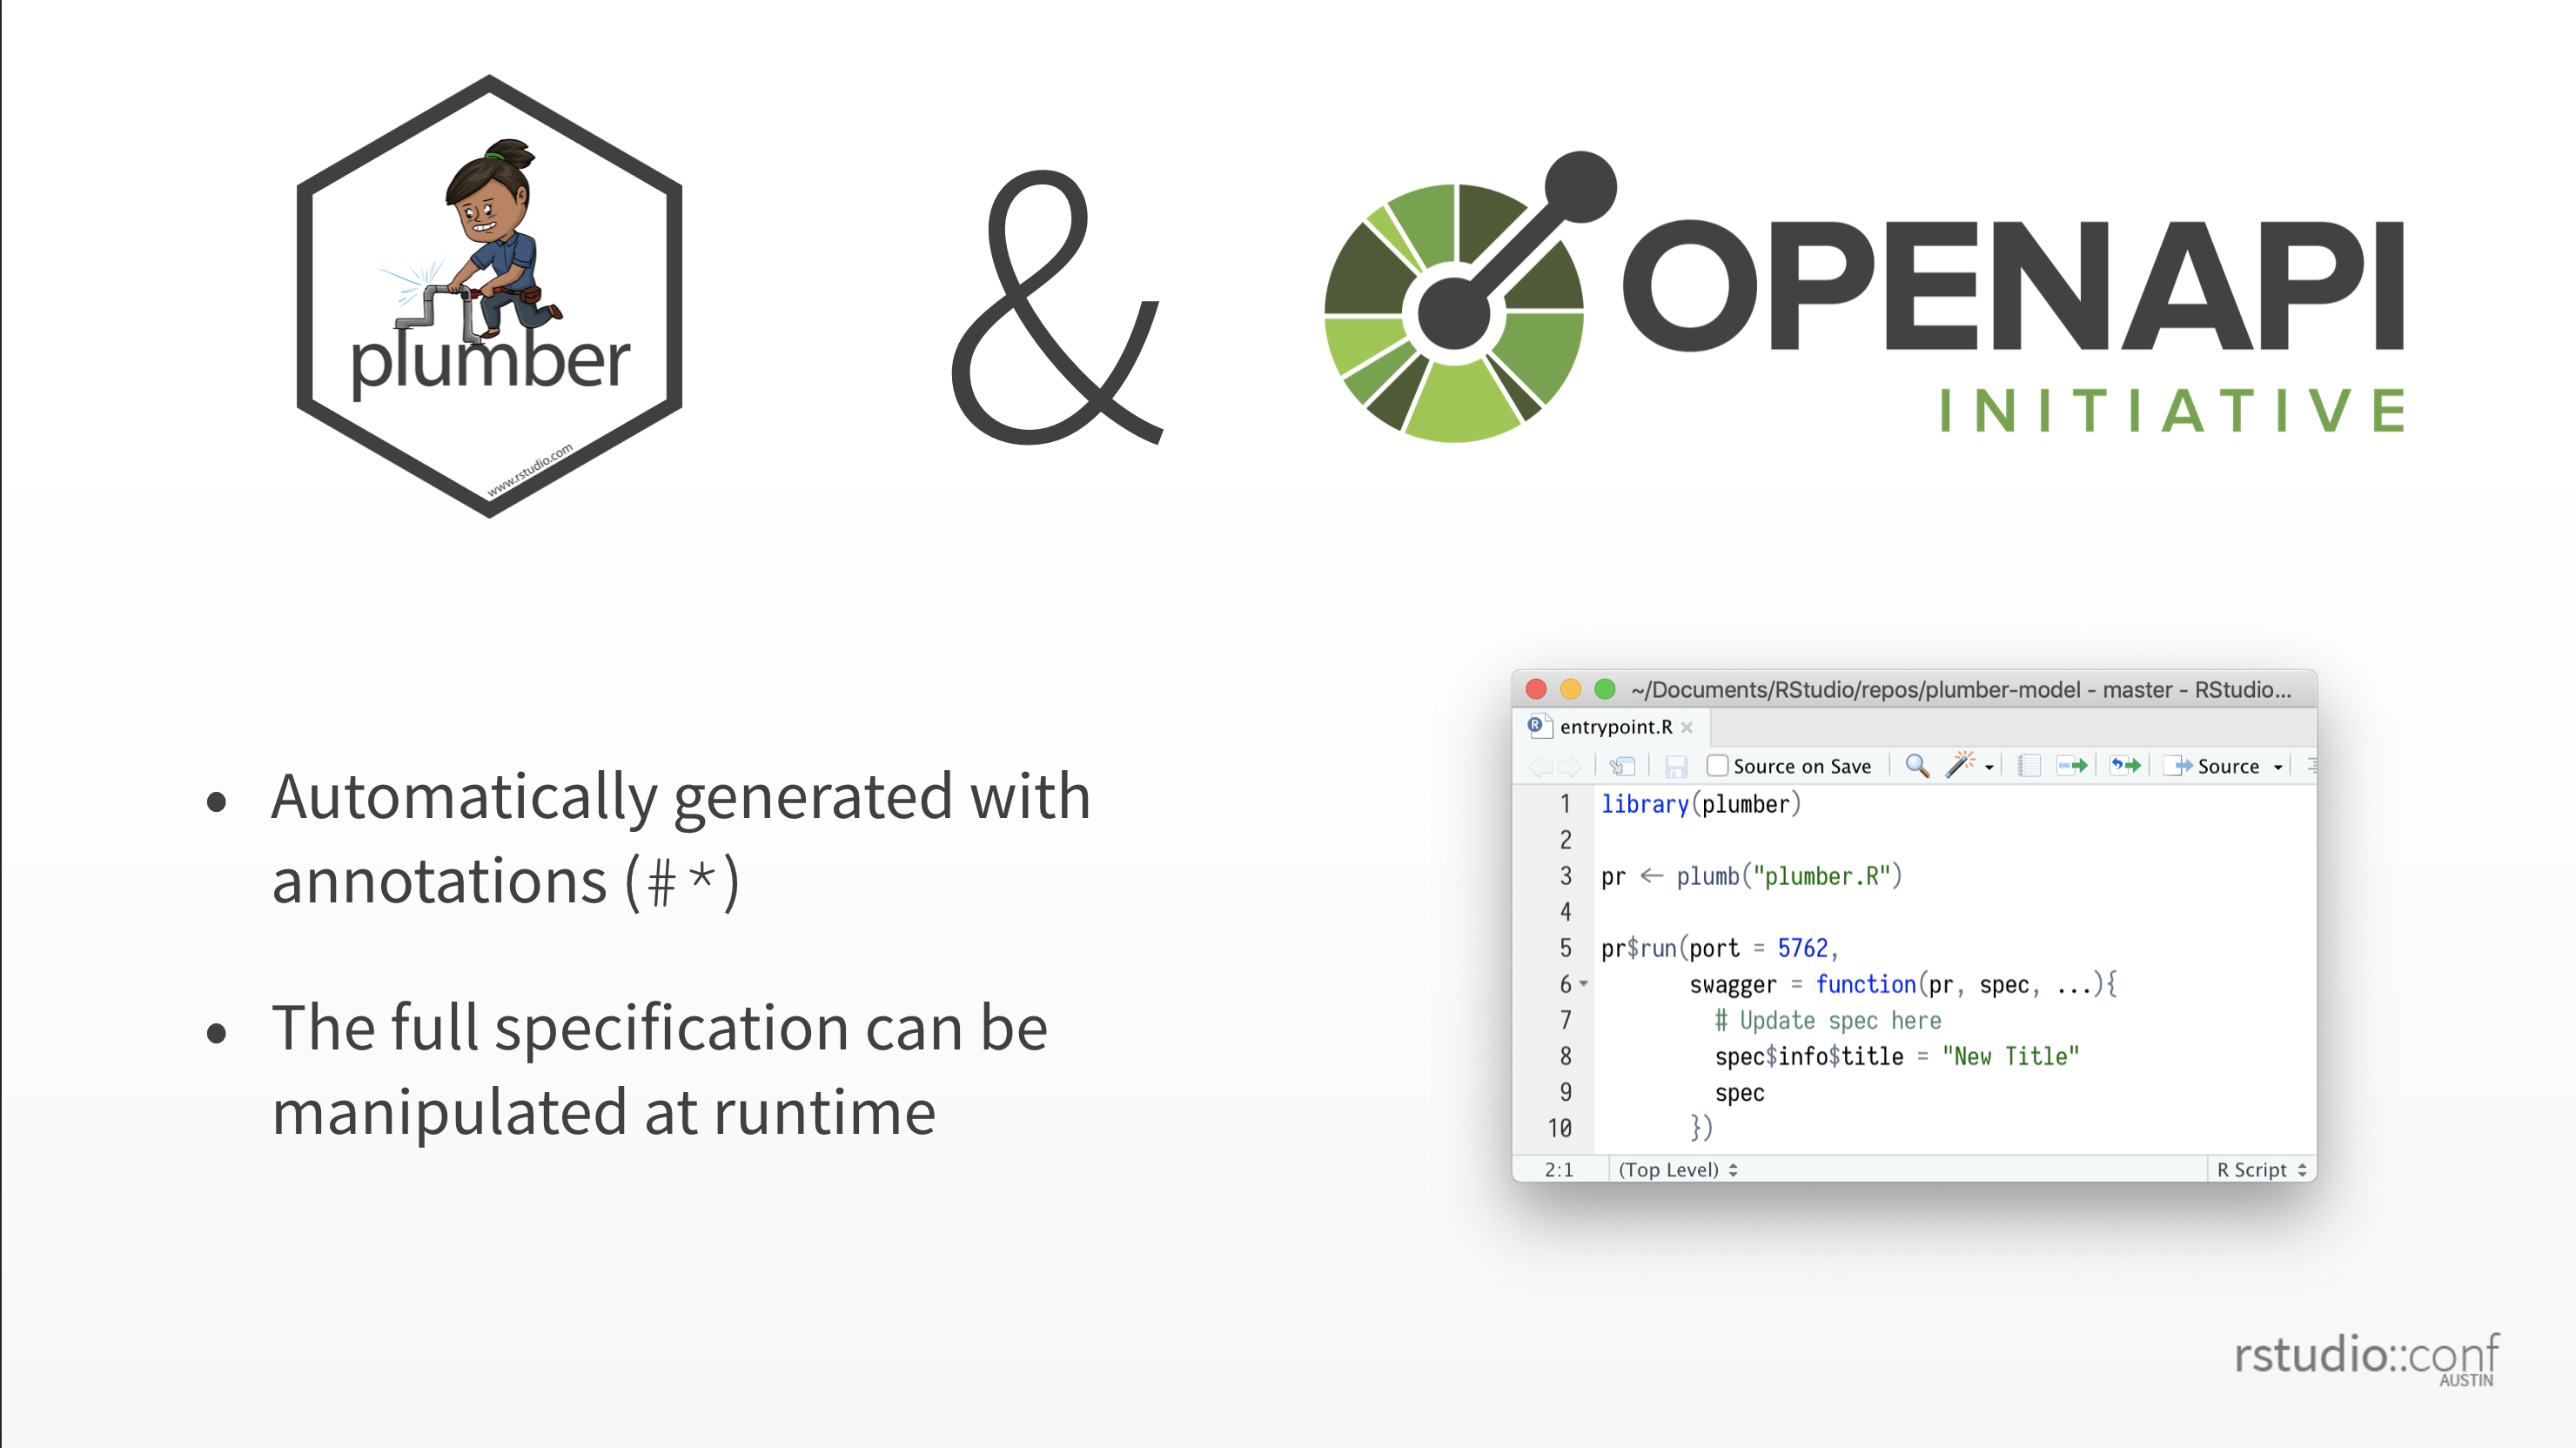 plumber
www.rstudio.com
&
OPENAPI
INITIATIVE
• Automatically generated with
annotations (#*)
• The full specification can be
manipulated at runtime
~/Documents/RStudio/repos/plumber-model - master - RStudio...
entrypoint.R
Source on Save
Source
1 library(plumber)
2
3 pr <- plumb("plumber.R")
4
5 pr$run(port = 5762,
6 swagger = function(pr, spec, ...){
7 # Update spec here
8 spec$info$title = "New Title"
9 spec
10 })
2:1 (Top Level) R Script
rstudio::conf
AUSTIN